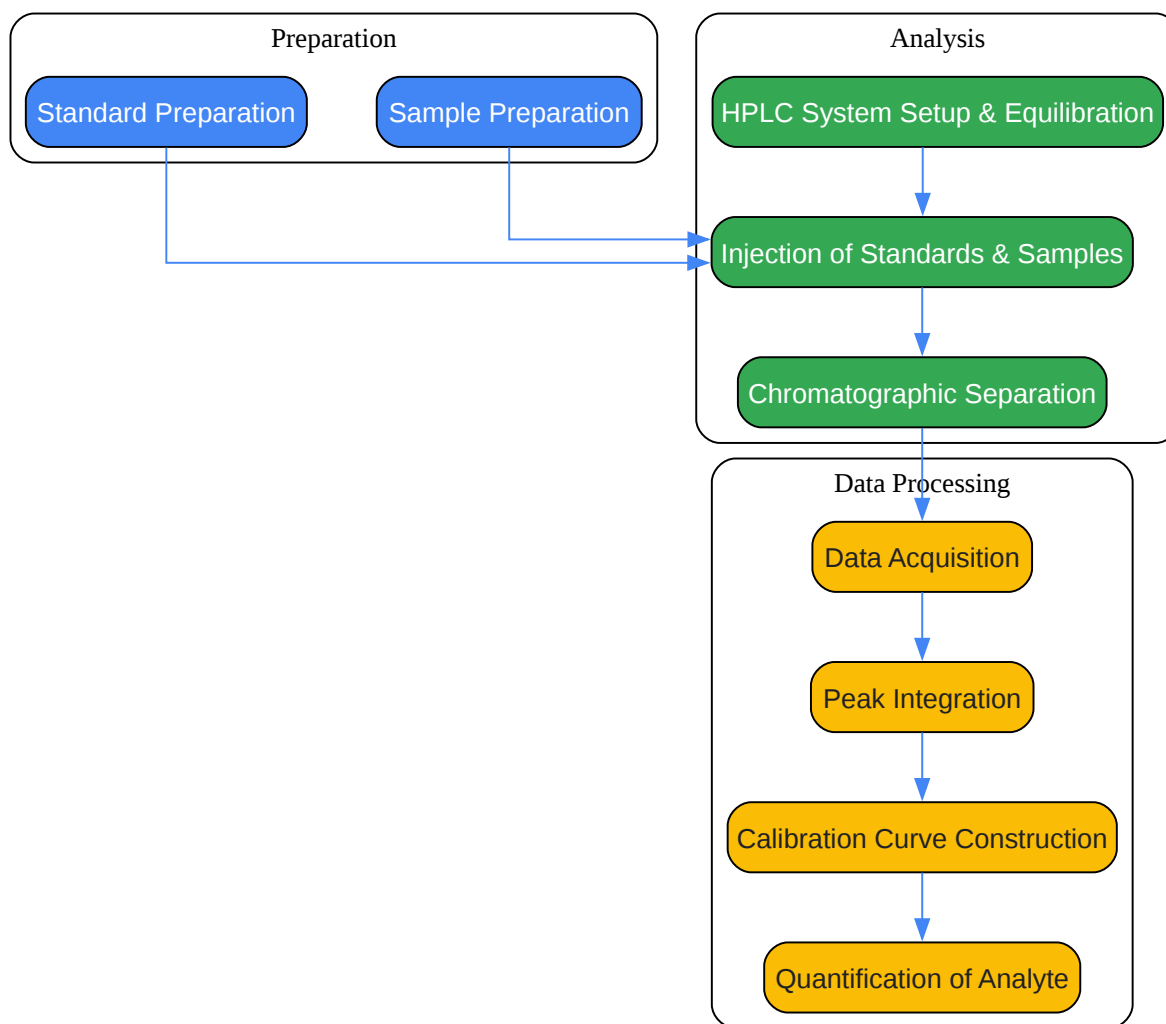 Preparation
Standard Preparation
Sample Preparation
Analysis
HPLC System Setup & Equilibration
Injection of Standards & Samples
Chromatographic Separation
Data Processing
Data Acquisition
Peak Integration
Calibration Curve Construction
Quantification of Analyte